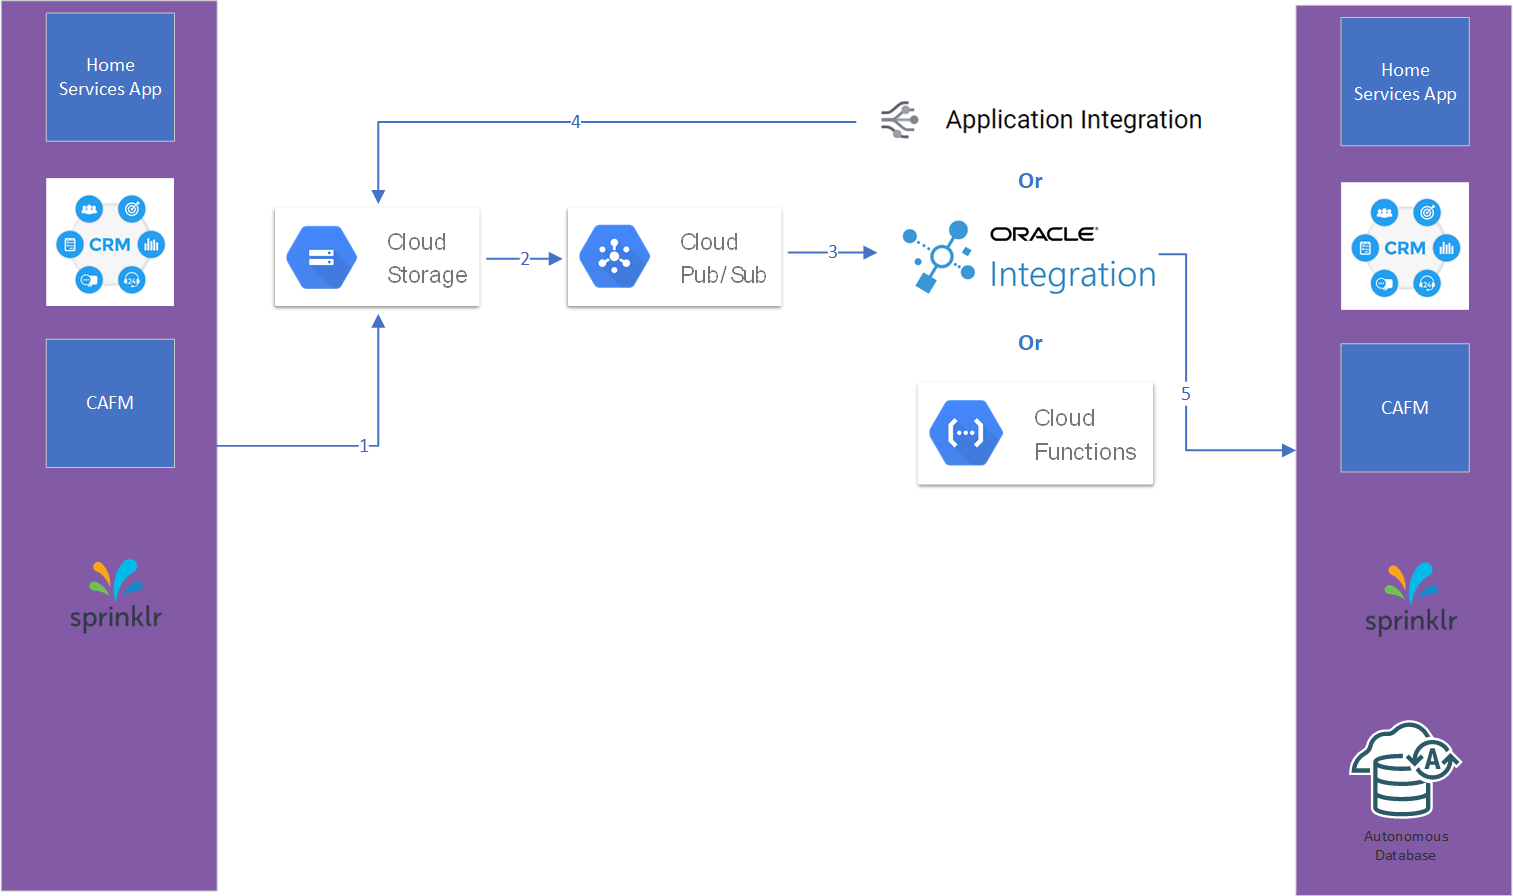 Home
Services App
CRM
24
CAFM
sprinklr
1
4
Cloud
Storage
2
Cloud
Pub/Sub
3
Application Integration
Or
ORACLE®
Integration
Or
Cloud
Functions
5
Home
Services App
CRM
24
CAFM
sprinklr
A
Autonomous
Database